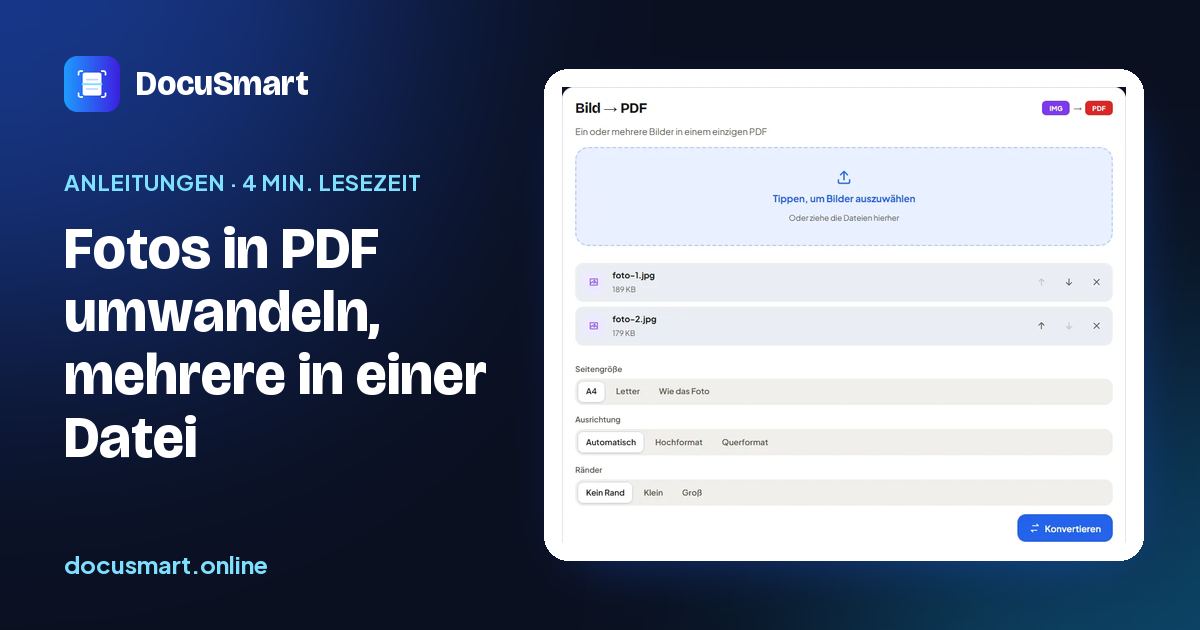 DocuSmart
ANLEITUNGEN · 4 MIN. LESEZEIT
Fotos in PDF
umwandeln,
mehrere in einer
Datei
docusmart.online
Bild → PDF
IMG → PDF
Ein oder mehrere Bilder in einem einzigen PDF
Tippen, um Bilder auszuwählen
Oder ziehe die Dateien hierher
foto-1.jpg
189 KB
foto-2.jpg
179 KB
Seitengröße
A4 Letter Wie das Foto
Ausrichtung
Automatisch Hochformat Querformat
Ränder
Kein Rand Klein Groß
Konvertieren